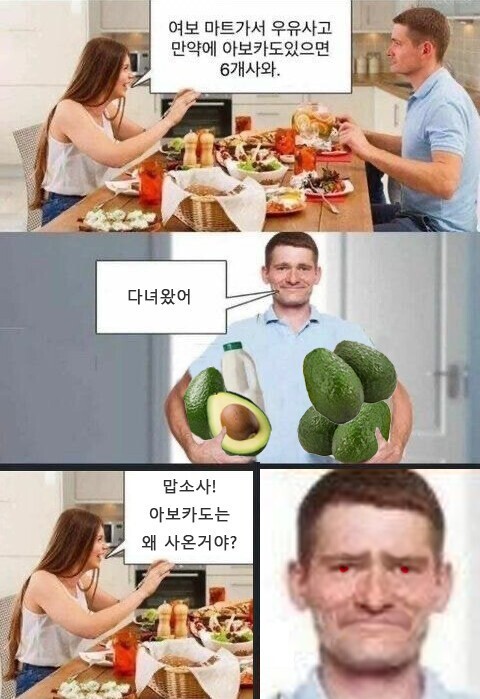 여보 마트가서 우유사고
만약에 아보카도있으면
6개사와.
다녀왔어
맙소사!
아보카도는
왜 사온거야?